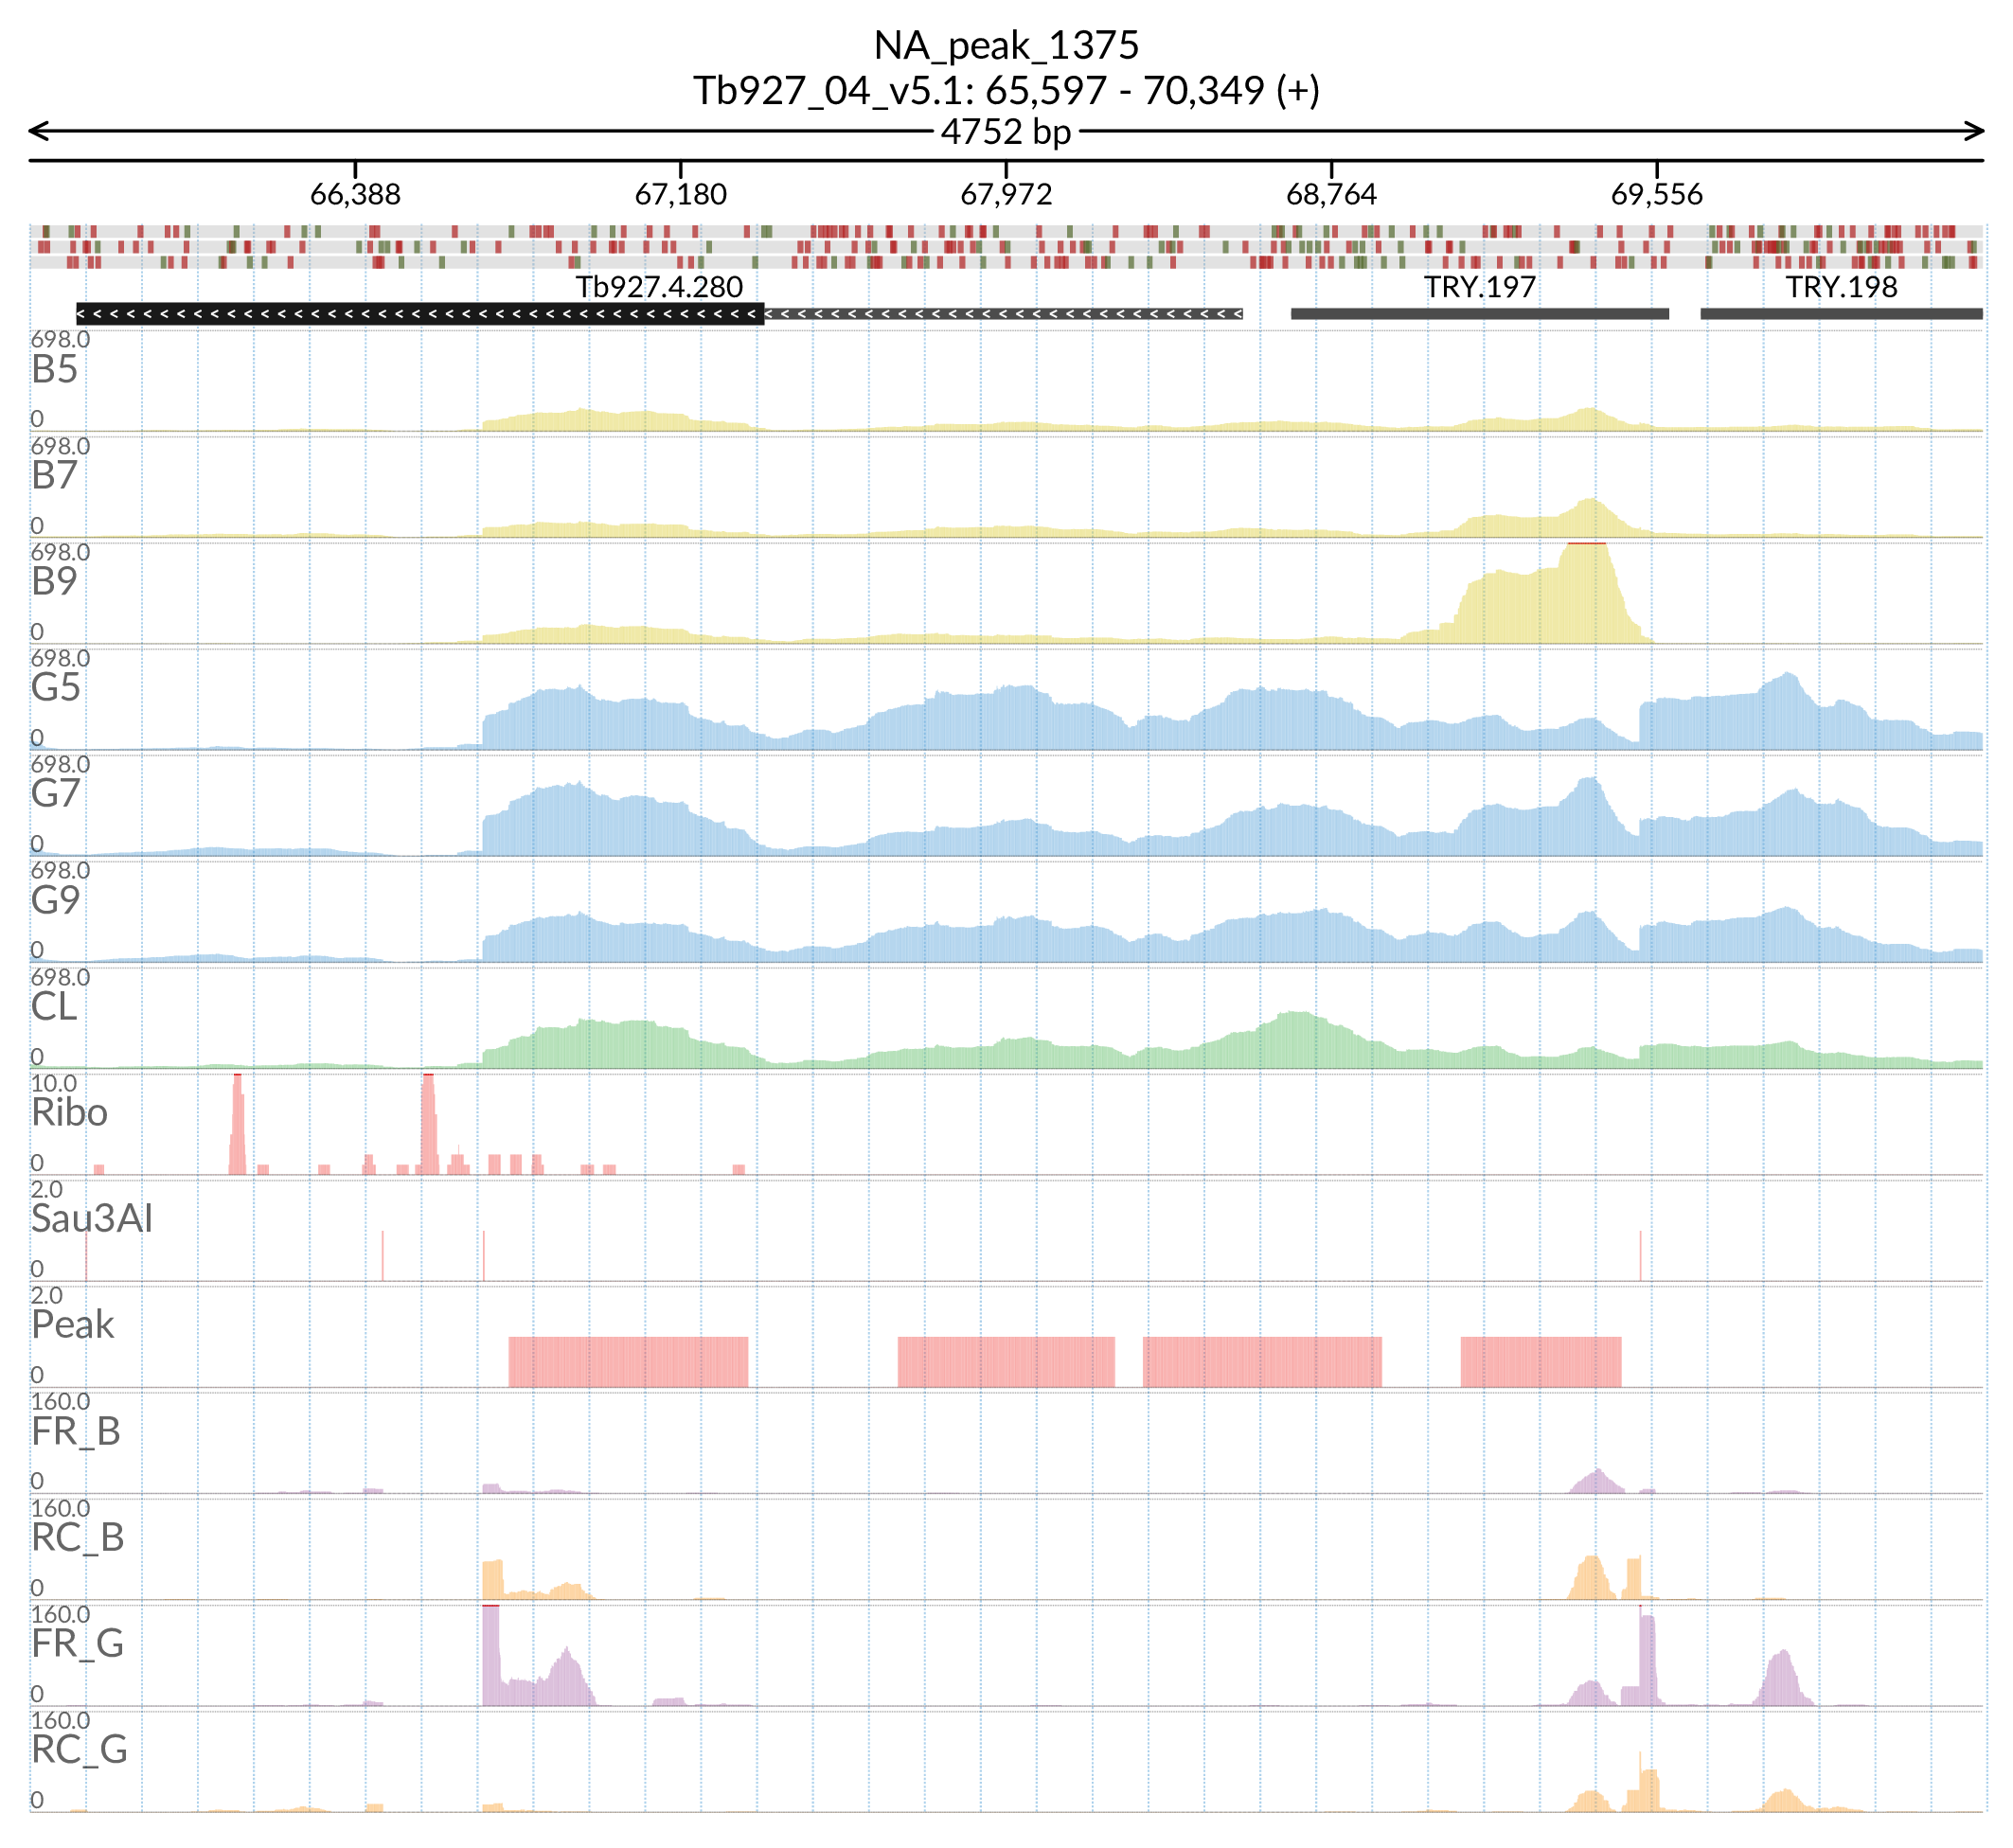 NA_peak_1375
Tb927_04_v5.1: 65,597 - 70,349 (+)
4752 bp
66,388 67,180 67,972 68,764 69,556
Tb927.4.280 TRY.197 TRY.198
698.0
B5
0
698.0
B7
0
698.0
B9
0
698.0
G5
0
698.0
G7
0
698.0
G9
0
698.0
CL
0
10.0
Ribo
0
2.0
Sau3AI
0
2.0
Peak
0
160.0
FR_B
0
160.0
RC_B
0
160.0
FR_G
0
160.0
RC_G
0